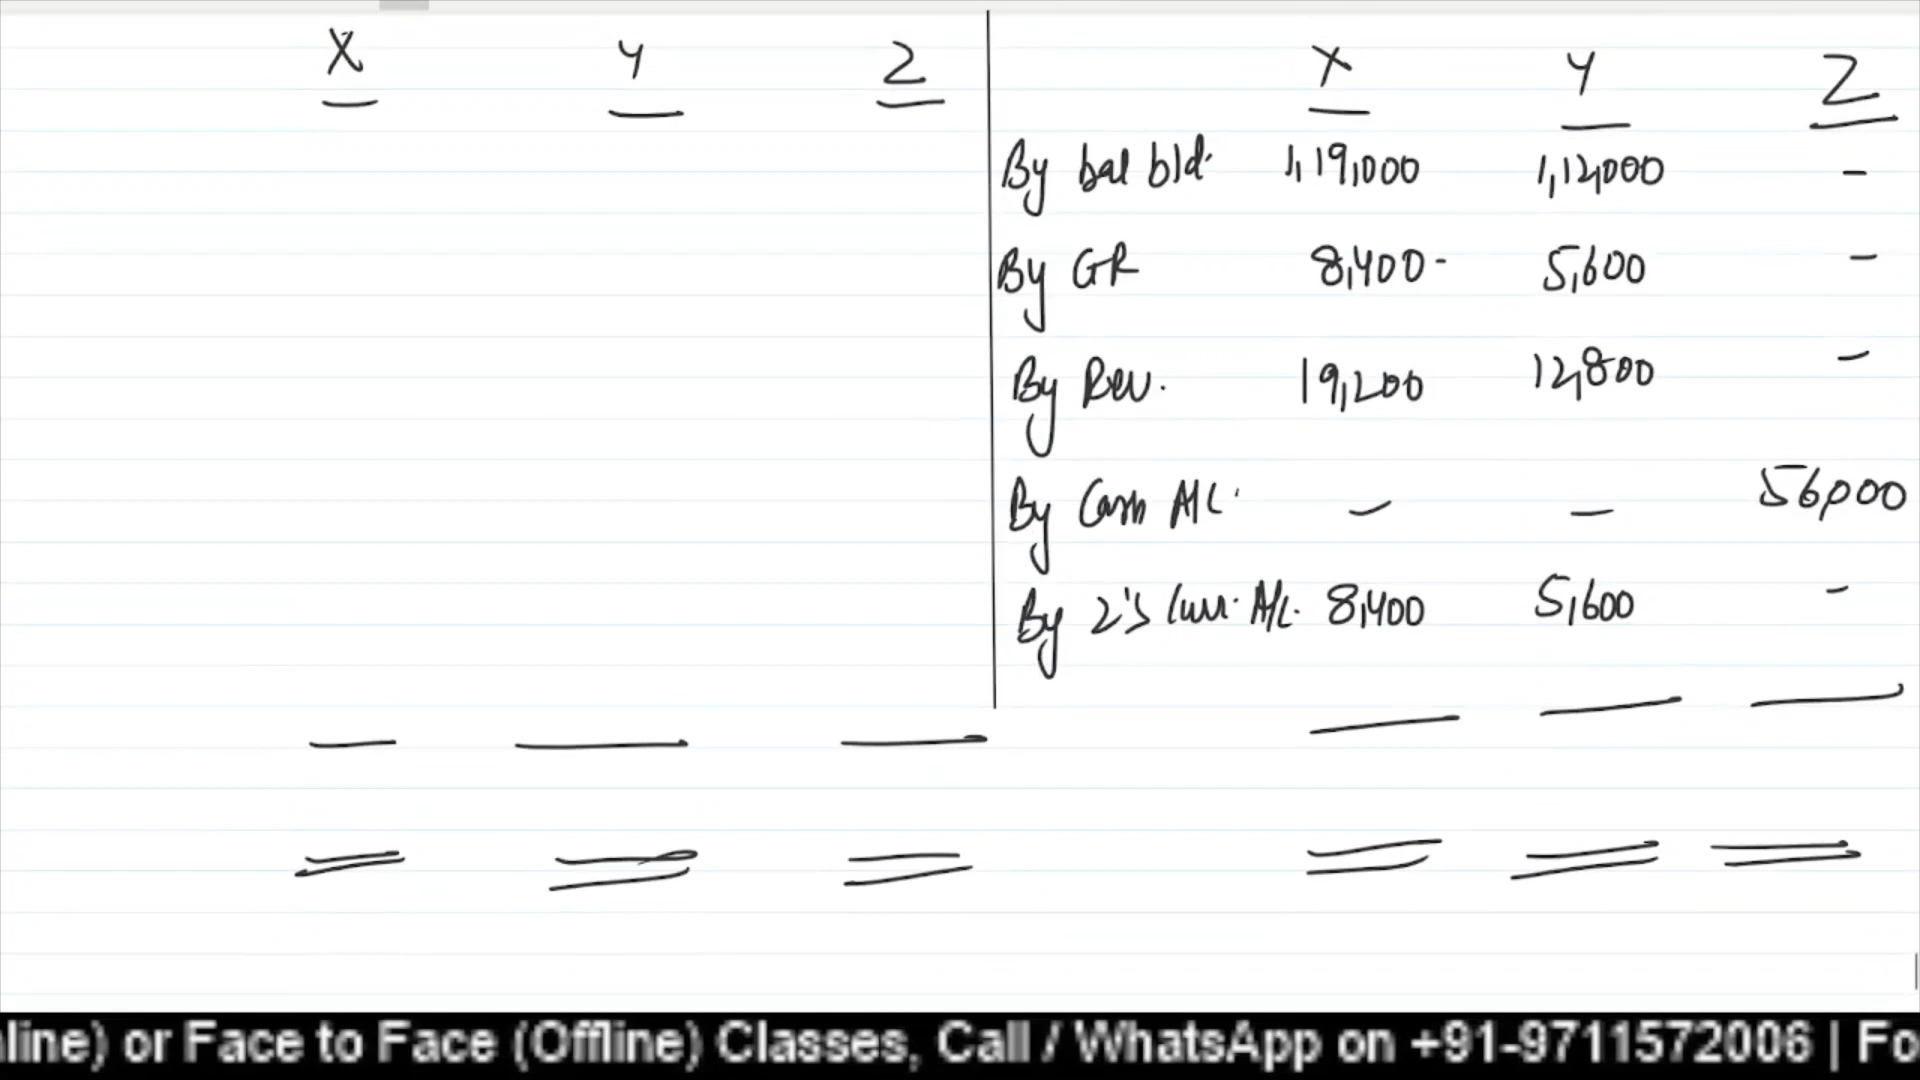 X Y Z X Y Z
By bal b/d. 1,19,000 1,12,000 -
By GR 8,400- 5,600 -
By Rev. 19,200 12,800 -
By Cash A/c. - - 56,000
By Z's Curr. A/c. 8,400 5,600 -
line) or Face to Face (Offline) Classes, Call / WhatsApp on +91-9711572006 | Fo